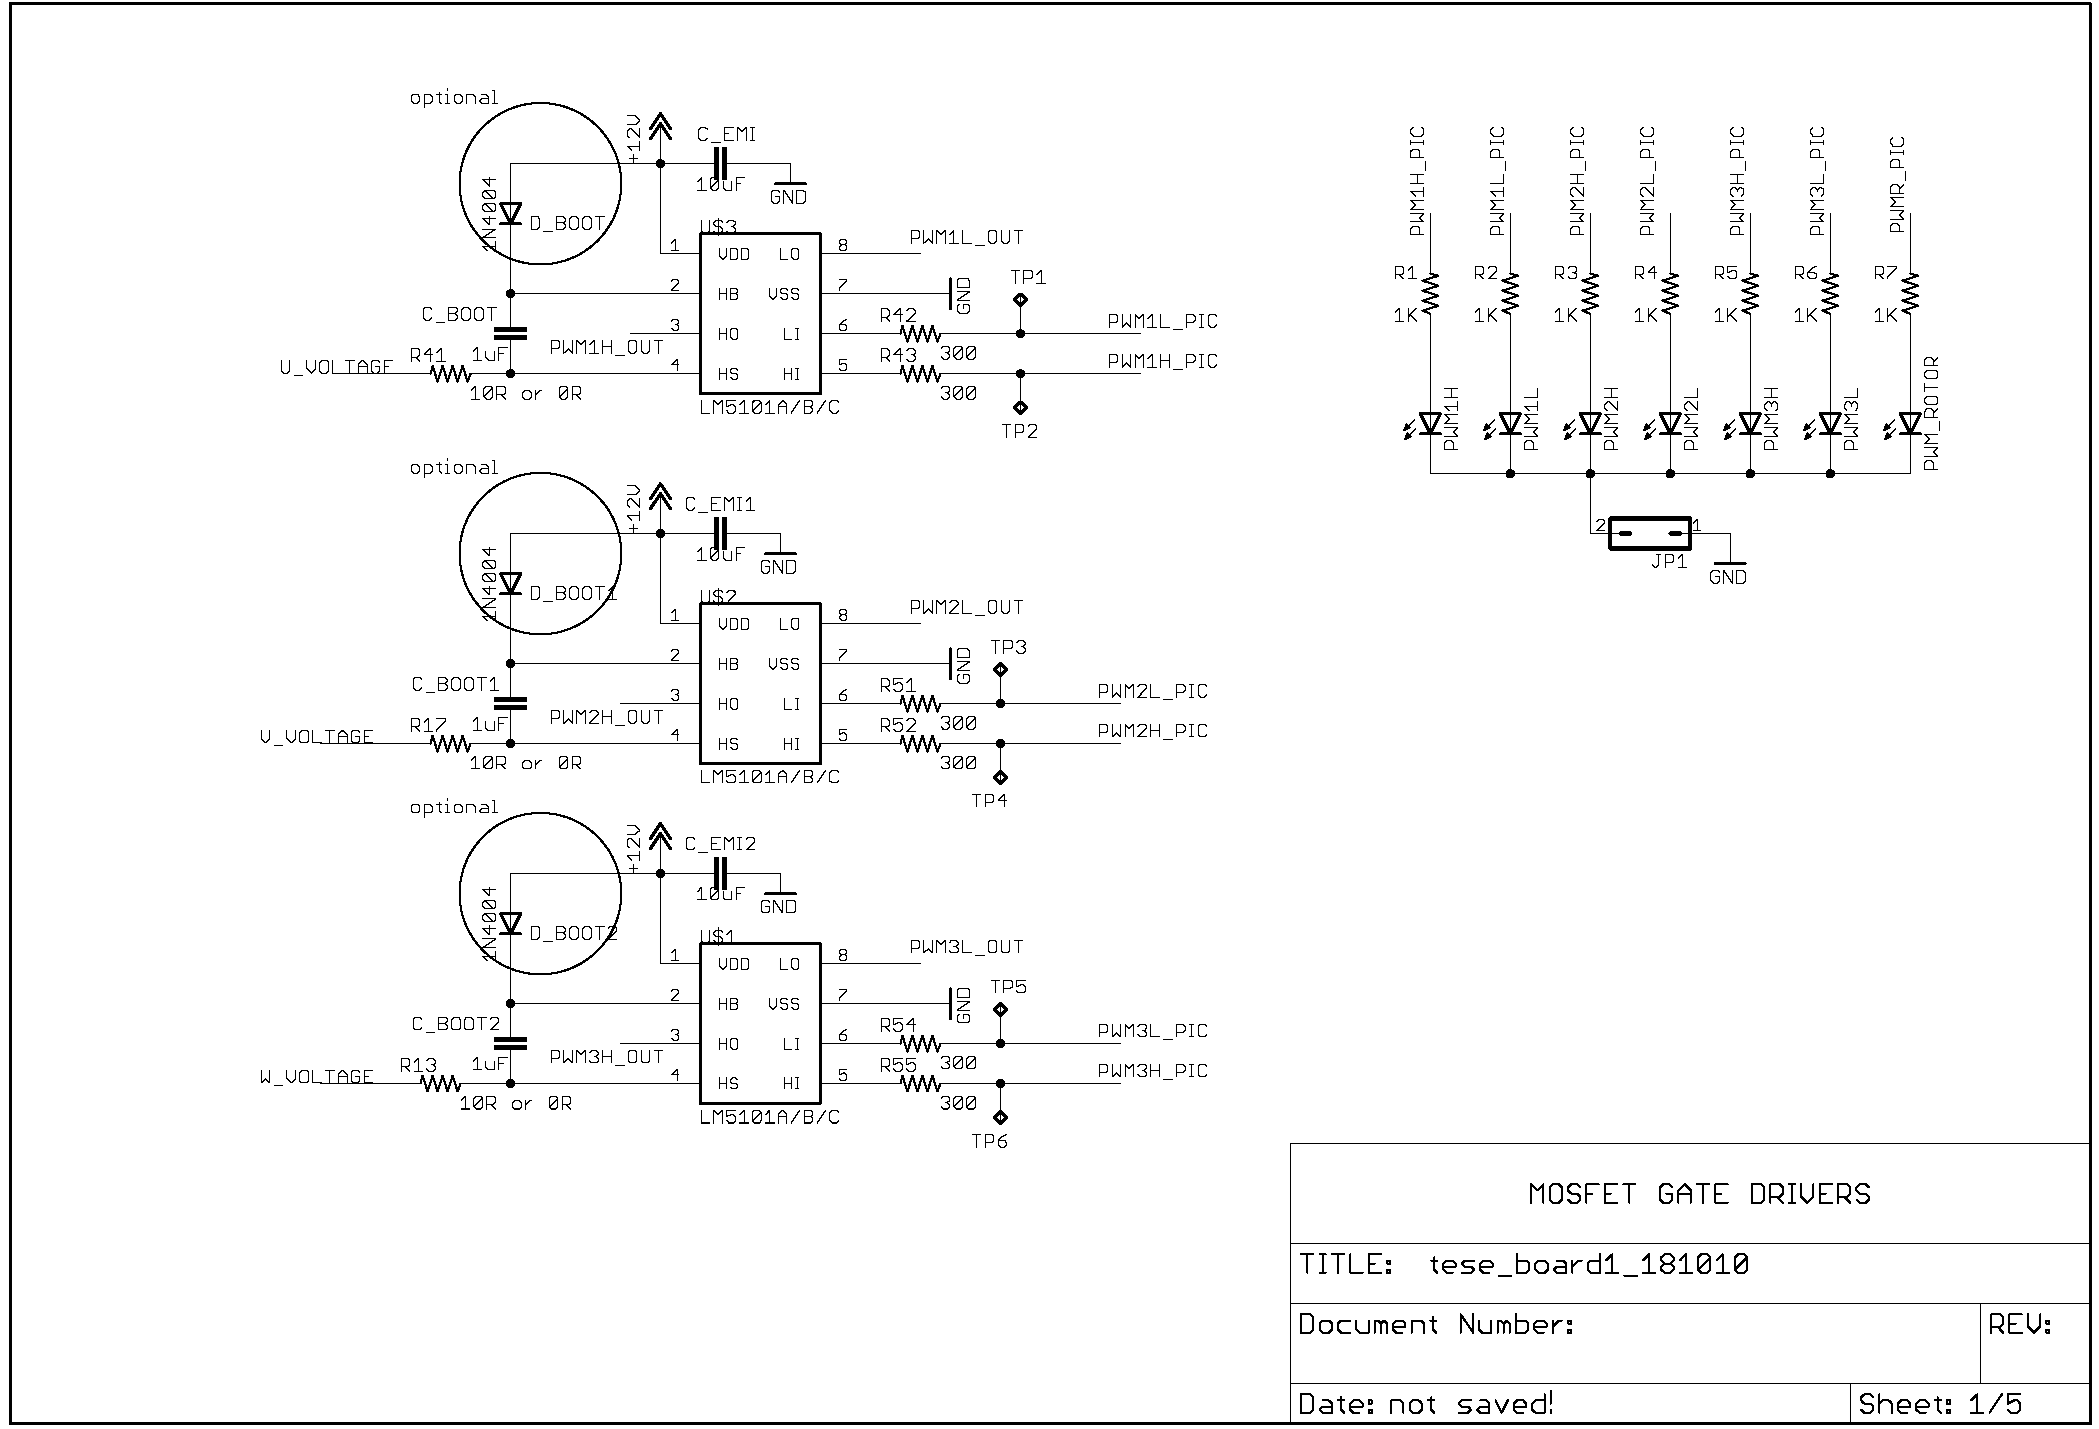 optional
+12V
C_EMI
10uF
GND
1N4004
D_BOOT
U$3
1 VDD LO 8
PWM1L_OUT
2 HB VSS 7
GND
TP1
C_BOOT
1uF
3 HO LI 6
R42
300
PWM1L_PIC
PWM1H_OUT
U_VOLTAGE
R41
10R or 0R
4 HS HI 5
R43
300
PWM1H_PIC
LM5101A/B/C
TP2
optional
+12V
C_EMI1
10uF
GND
1N4004
D_BOOT1
U$2
1 VDD LO 8
PWM2L_OUT
2 HB VSS 7
GND
TP3
C_BOOT1
1uF
3 HO LI 6
R51
300
PWM2L_PIC
PWM2H_OUT
V_VOLTAGE
R17
10R or 0R
4 HS HI 5
R52
300
PWM2H_PIC
LM5101A/B/C
TP4
optional
+12V
C_EMI2
10uF
GND
1N4004
D_BOOT2
U$1
1 VDD LO 8
PWM3L_OUT
2 HB VSS 7
GND
TP5
C_BOOT2
1uF
3 HO LI 6
R54
300
PWM3L_PIC
PWM3H_OUT
W_VOLTAGE
R13
10R or 0R
4 HS HI 5
R55
300
PWM3H_PIC
LM5101A/B/C
TP6
PWM1H_PIC
PWM1L_PIC
PWM2H_PIC
PWM2L_PIC
PWM3H_PIC
PWM3L_PIC
PWMR_PIC
R1 R2 R3 R4 R5 R6 R7
1K 1K 1K 1K 1K 1K 1K
PWM1H
PWM1L
PWM2H
PWM2L
PWM3H
PWM3L
PWM_ROTOR
2 1
JP1
GND
MOSFET GATE DRIVERS
TITLE: tese_board1_181010
Document Number:
REV:
Date: not saved!
Sheet: 1/5